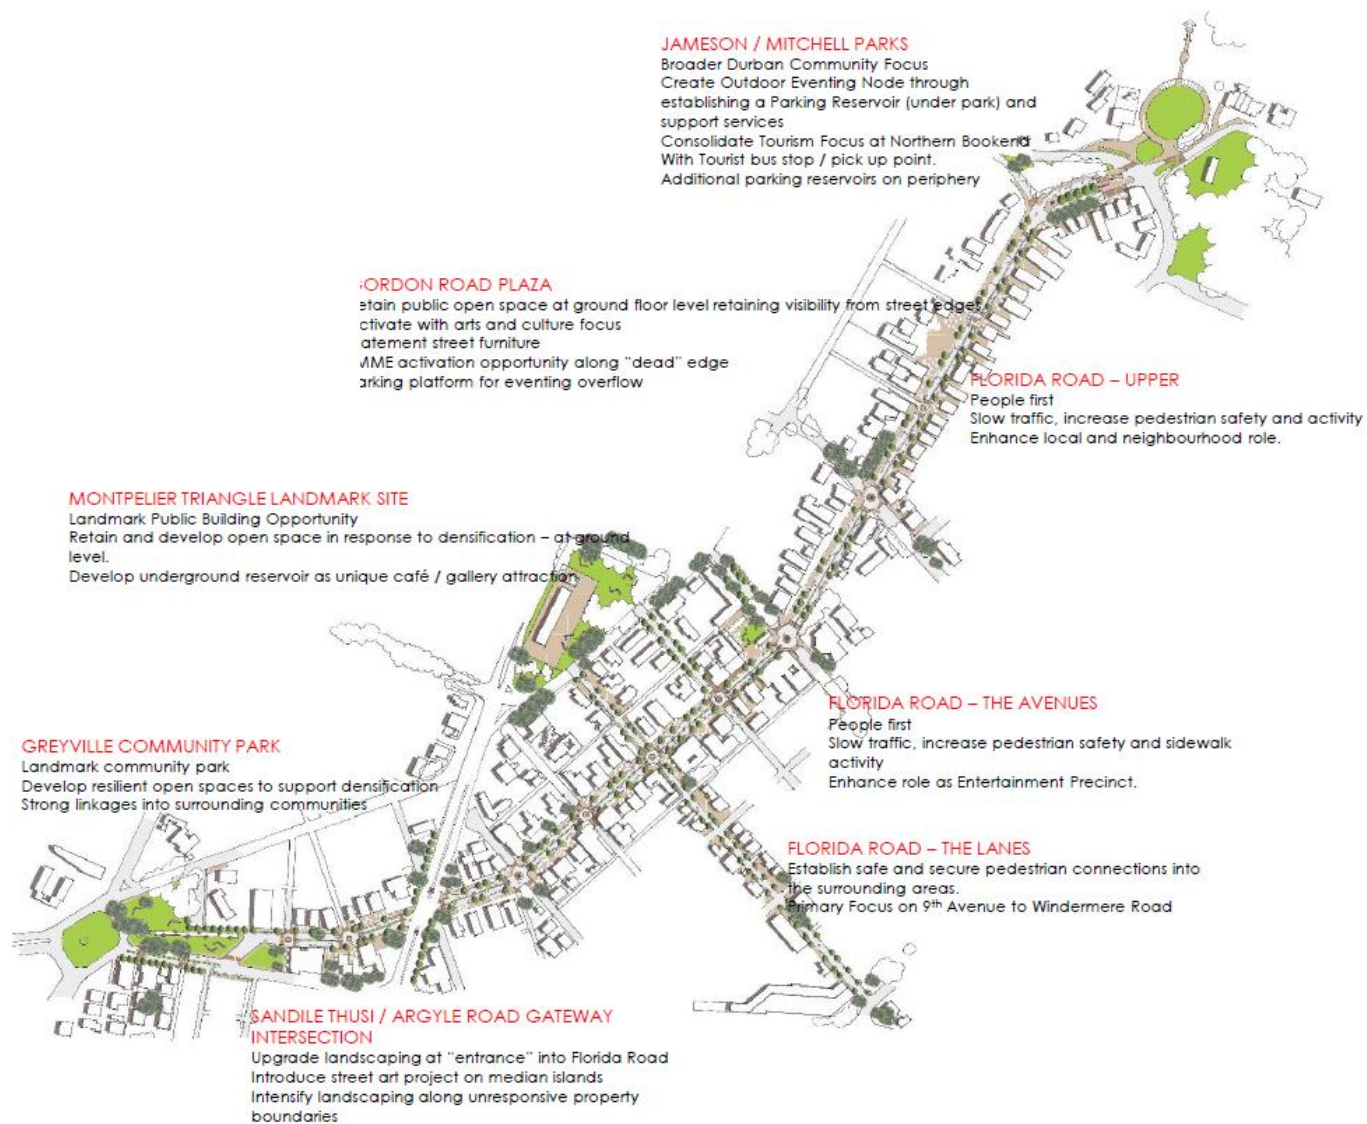 JAMESON / MITCHELL PARKS
Broader Durban Community Focus
Create Outdoor Eventing Node through
establishing a Parking Reservoir (under park) and
support services
Consolidate Tourism Focus at Northern Bookend
With Tourist bus stop / pick up point.
Additional parking reservoirs on periphery
ORDON ROAD PLAZA
etain public open space at ground floor level retaining visibility from street edges
ctivate with arts and culture focus
atement street furniture
MME activation opportunity along "dead" edge
arking platform for eventing overflow
FLORIDA ROAD – UPPER
People first
Slow traffic, increase pedestrian safety and activity
Enhance local and neighbourhood role.
MONTPELIER TRIANGLE LANDMARK SITE
Landmark Public Building Opportunity
Retain and develop open space in response to densification – at ground
level.
Develop underground reservoir as unique café / gallery attraction
FLORIDA ROAD – THE AVENUES
People first
Slow traffic, increase pedestrian safety and sidewalk
activity
Enhance role as Entertainment Precinct.
GREYVILLE COMMUNITY PARK
Landmark community park
Develop resilient open spaces to support densification
Strong linkages into surrounding communities
FLORIDA ROAD – THE LANES
Establish safe and secure pedestrian connections into
the surrounding areas.
Primary Focus on 9th Avenue to Windermere Road
SANDILE THUSI / ARGYLE ROAD GATEWAY
INTERSECTION
Upgrade landscaping at "entrance" into Florida Road
Introduce street art project on median islands
Intensify landscaping along unresponsive property
boundaries